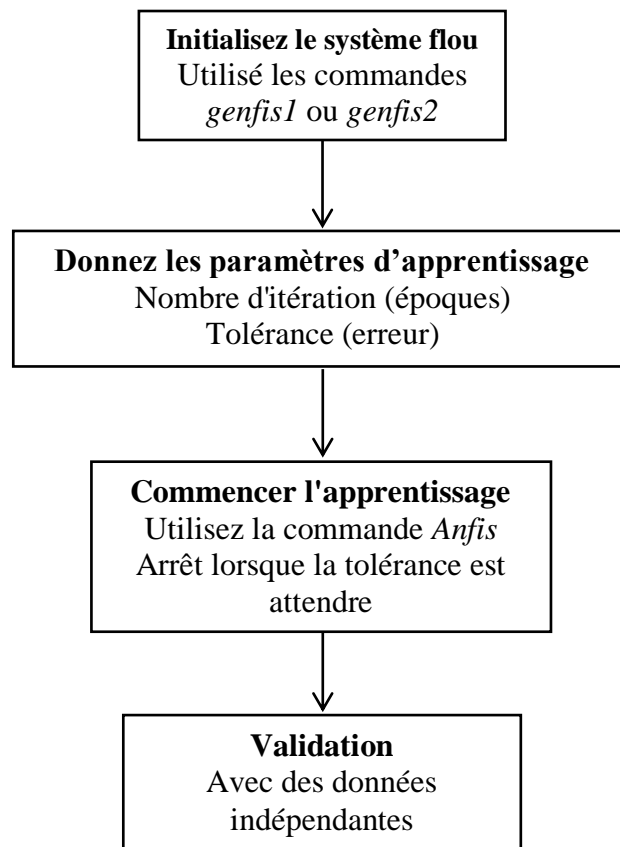 Initialisez le système flou
Utilisé les commandes
genfis1 ou genfis2
Donnez les paramètres d’apprentissage
Nombre d'itération (époques)
Tolérance (erreur)
Commencer l'apprentissage
Utilisez la commande Anfis
Arrêt lorsque la tolérance est
attendre
Validation
Avec des données
indépendantes